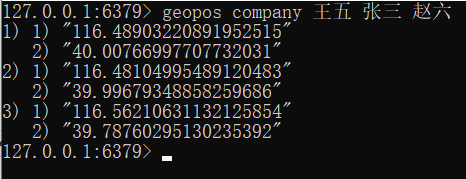 127.0.0.1:6379> geopos company 王五 张三 赵六
1) 1) "116.48903220891952515"
   2) "40.00766997707732031"
2) 1) "116.48104995489120483"
   2) "39.99679348858259686"
3) 1) "116.56210631132125854"
   2) "39.78760295130235392"
127.0.0.1:6379>